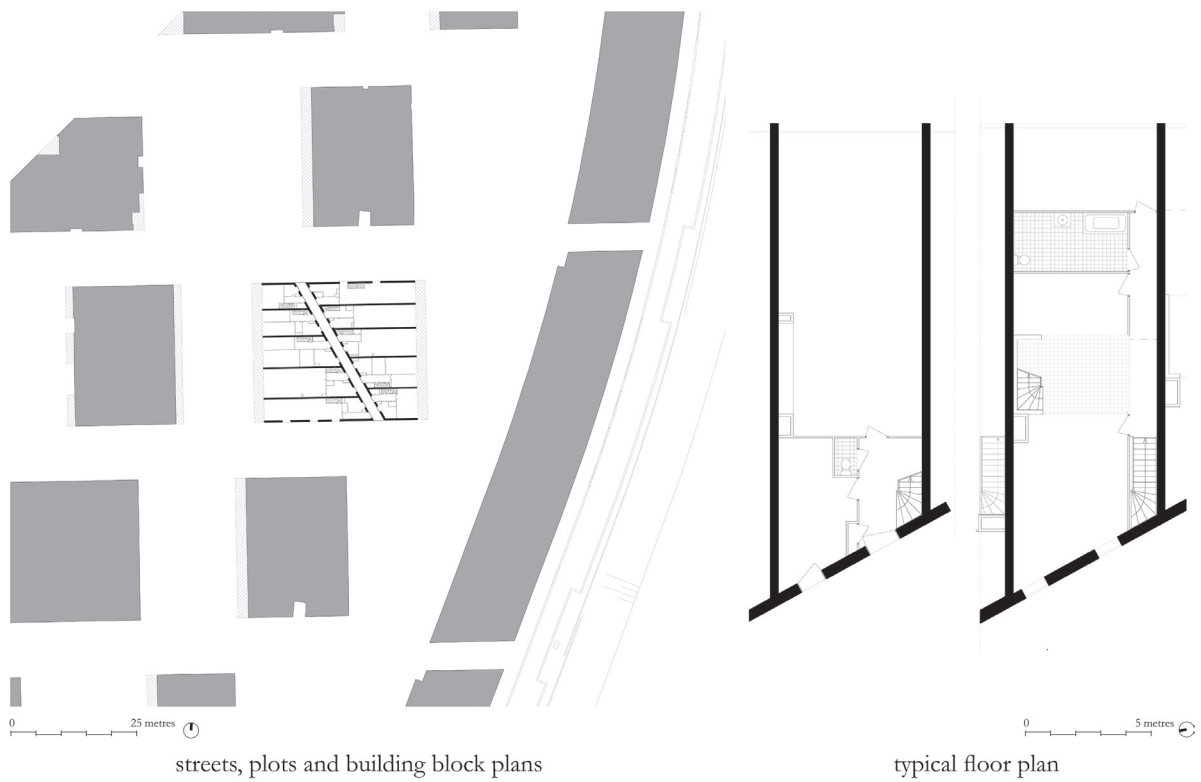 0 25 metres
0 5 metres
streets, plots and building block plans
typical floor plan